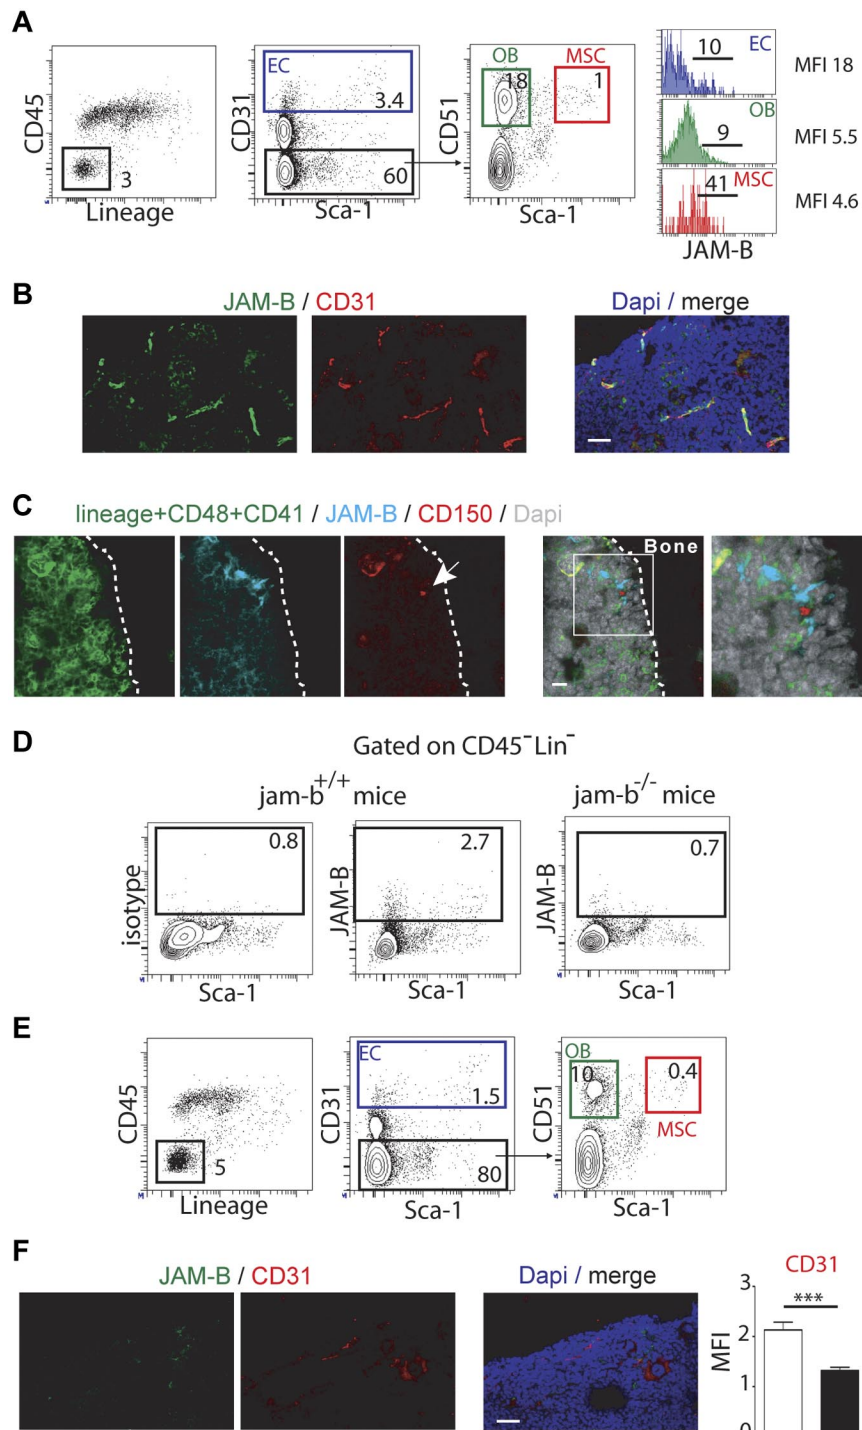 A
CD45
3
Lineage
EC
CD31
3.4
60
Sca-1
OB
MSC
18
1
CD51
Sca-1
10
EC
MFI 18
OB
9
MFI 5.5
41
MSC
MFI 4.6
JAM-B
B
JAM-B / CD31
Dapi / merge
C
lineage+CD48+CD41 / JAM-B / CD150 / Dapi
Bone
D
Gated on CD45⁻Lin⁻
jam-b+/+ mice
jam-b-/- mice
isotype
0.8
Sca-1
JAM-B
2.7
Sca-1
JAM-B
0.7
Sca-1
E
CD45
5
Lineage
EC
CD31
1.5
80
Sca-1
OB
10
0.4
CD51
MSC
Sca-1
F
JAM-B / CD31
Dapi / merge
CD31
***
MFI
3
2
1
0